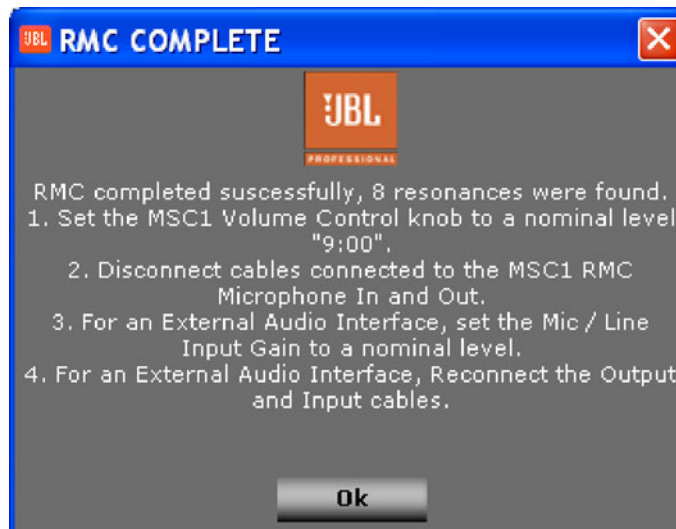 JBL RMC COMPLETE
JBL
PROFESSIONAL
RMC completed suscessfully, 8 resonances were found.
1. Set the MSC1 Volume Control knob to a nominal level
"9:00".
2. Disconnect cables connected to the MSC1 RMC
Microphone In and Out.
3. For an External Audio Interface, set the Mic / Line
Input Gain to a nominal level.
4. For an External Audio Interface, Reconnect the Output
and Input cables.
Ok